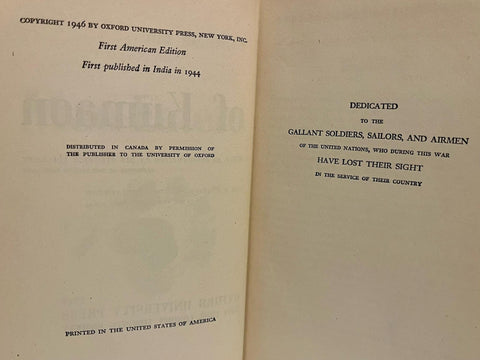 COPYRIGHT 1946 BY OXFORD UNIVERSITY PRESS, NEW YORK, INC.
First American Edition
First published in India in 1944
of Kumaon
DISTRIBUTED IN CANADA BY PERMISSION OF
THE PUBLISHER TO THE UNIVERSITY OF OXFORD
PRINTED IN THE UNITED STATES OF AMERICA
DEDICATED
TO THE
GALLANT SOLDIERS, SAILORS, AND AIRMEN
OF THE UNITED NATIONS, WHO DURING THIS WAR
HAVE LOST THEIR SIGHT
IN THE SERVICE OF THEIR COUNTRY